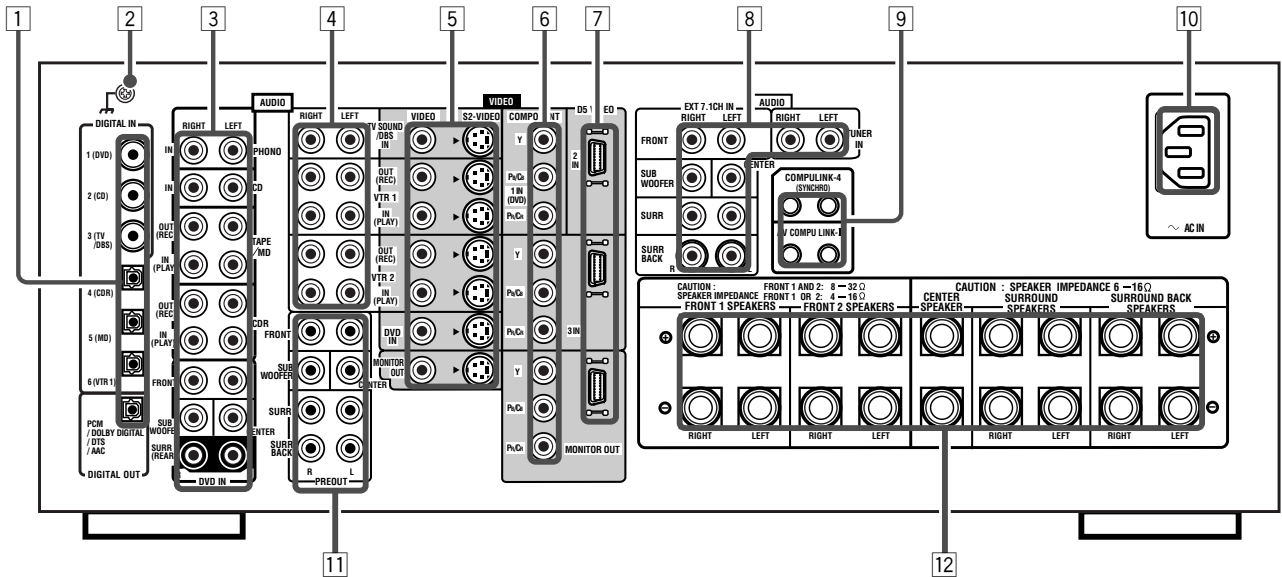 1
2
3
4
5
6
7
8
9
10
DIGITAL IN
1 (DVD)
2 (CD)
3 (TV
/DBS)
4 (CDR)
5 (MD)
6 (VTR 1)
PCM
/ DOLBY DIGITAL
/ DTS
/ AAC
DIGITAL OUT
AUDIO
RIGHT LEFT
IN
PHONO
IN
CD
OUT
(REC)
TAPE
/MD
IN
(PLAY)
OUT
(REC)
CDR
IN
(PLAY)
FRONT
SUB
WOOFER
CENTER
SURR
(REAR)
DVD IN
RIGHT LEFT
TV SOUND
/DBS
IN
OUT
(REC)
VTR 1
IN
(PLAY)
OUT
(REC)
VTR 2
IN
(PLAY)
DVD
IN
MONITOR
OUT
FRONT
SUB
WOOFER
CENTER
SURR
SURR
BACK
R L
PREOUT
VIDEO
VIDEO S2-VIDEO
COMPONENT
D5 VIDEO
Y
PB/CB
1 IN
(DVD)
PR/CR
2
IN
Y
PB/CB
PR/CR
3 IN
Y
PB/CB
PR/CR
MONITOR OUT
AUDIO
EXT 7.1CH IN
RIGHT LEFT
RIGHT LEFT
TUNER
IN
FRONT
SUB
WOOFER
CENTER
SURR
SURR
BACK
R L
COMPULINK-4
(SYNCHRO)
AV COMPU LINK-
∼ AC IN
CAUTION :
SPEAKER IMPEDANCE
FRONT 1 AND 2: 8 – 32 Ω
FRONT 1 OR 2: 4 – 16 Ω
CAUTION : SPEAKER IMPEDANCE 6 –16 Ω
FRONT 1 SPEAKERS
FRONT 2 SPEAKERS
CENTER
SPEAKER
SURROUND
SPEAKERS
SURROUND BACK
SPEAKERS
RIGHT LEFT RIGHT LEFT RIGHT LEFT RIGHT LEFT
11
12